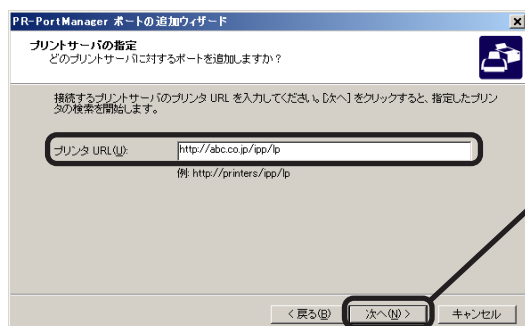 PR-PortManager ポートの追加ウィザード
プリントサーバの指定
どのプリントサーバに対するポートを追加しますか？
接続するプリントサーバのプリンタ URL を入力してください。[次へ] をクリックすると、指定したプリン
タの検索を開始します。
プリンタ URL(U):
http://abc.co.jp/ipp/lp
例: http://printers/ipp/lp
< 戻る(B)
次へ(N) >
キャンセル